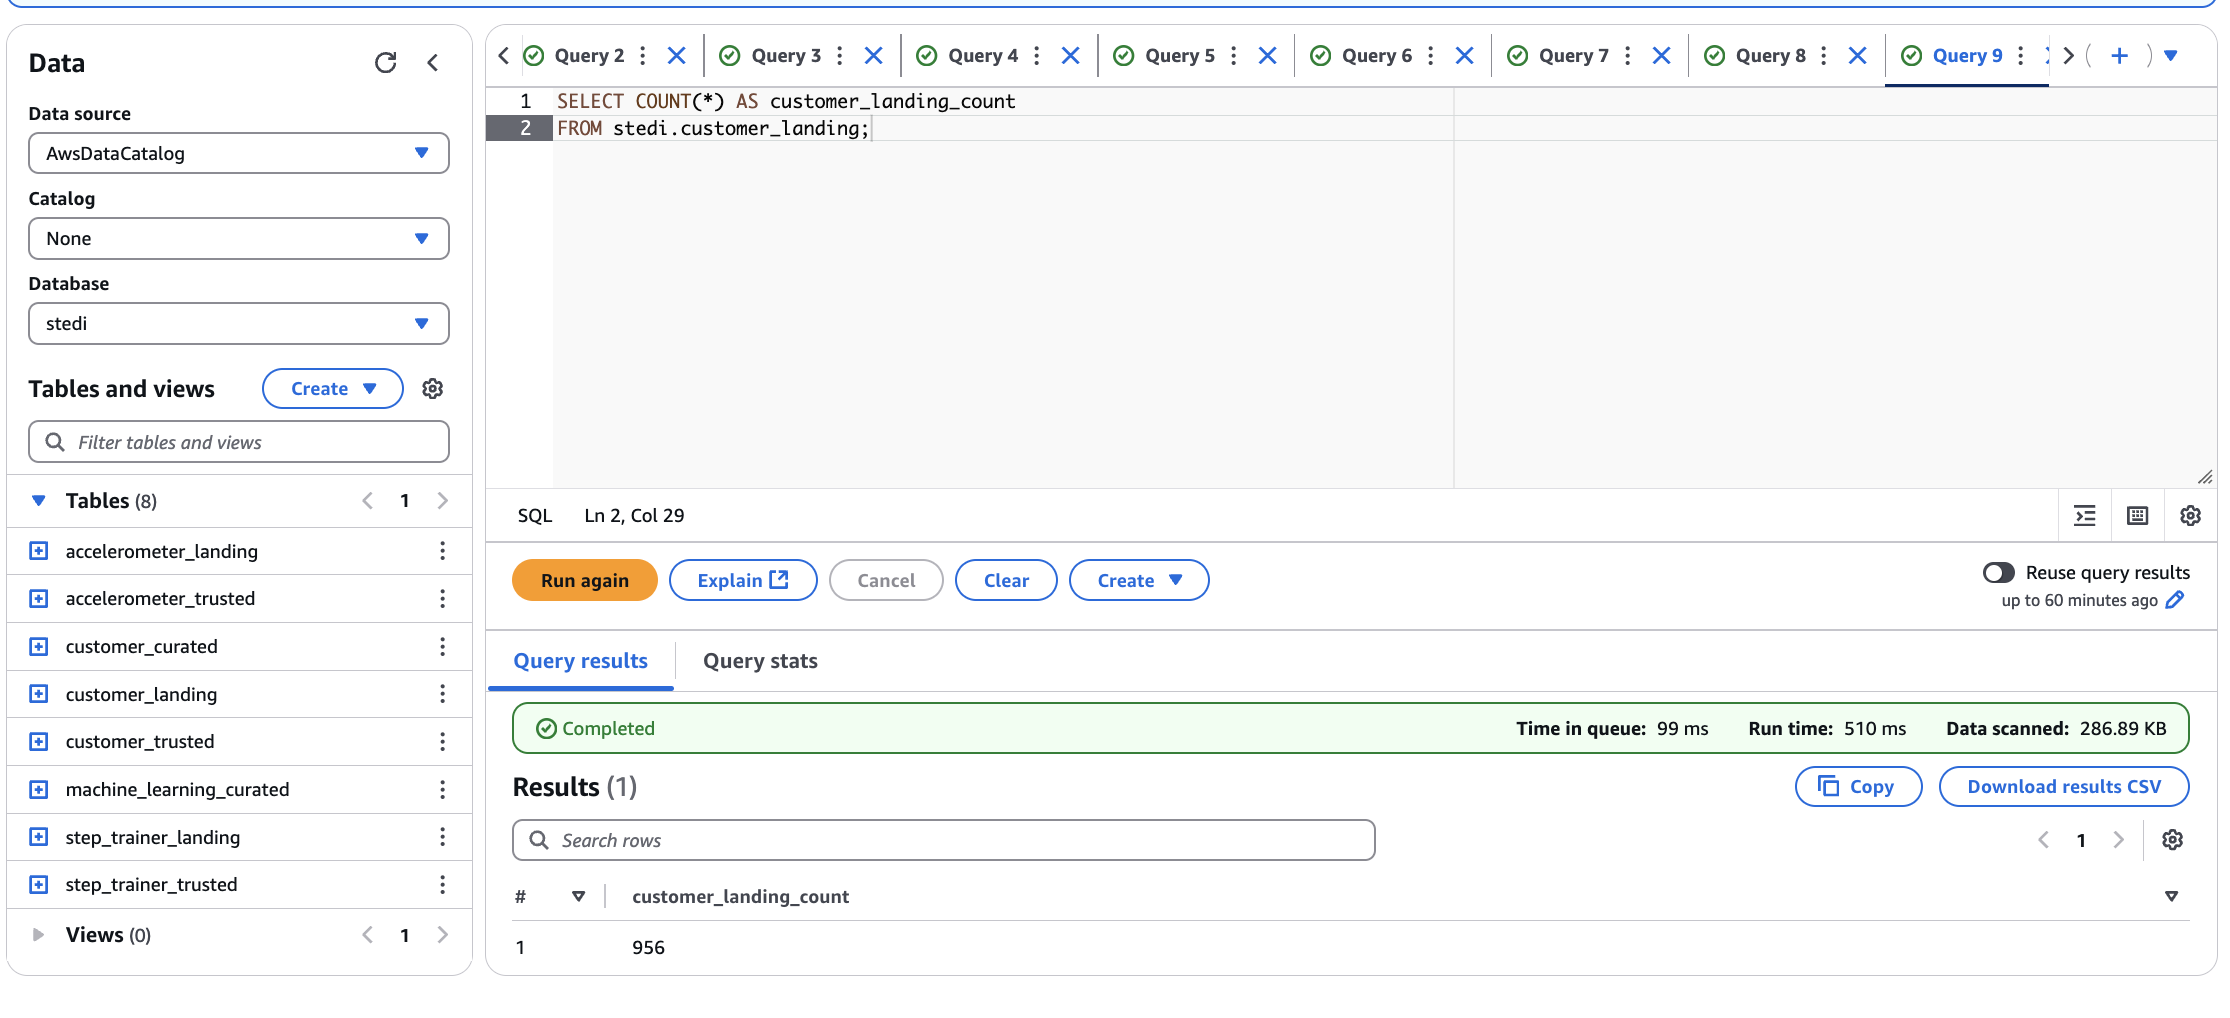 Data
Data source
AwsDataCatalog
Catalog
None
Database
stedi
Tables and views
Create
Filter tables and views
Tables (8)
1
accelerometer_landing
accelerometer_trusted
customer_curated
customer_landing
customer_trusted
machine_learning_curated
step_trainer_landing
step_trainer_trusted
Views (0)
1
Query 2
Query 3
Query 4
Query 5
Query 6
Query 7
Query 8
Query 9
1 SELECT COUNT(*) AS customer_landing_count
2 FROM stedi.customer_landing;
SQL Ln 2, Col 29
Run again
Explain
Cancel
Clear
Create
Reuse query results
up to 60 minutes ago
Query results
Query stats
Completed
Time in queue: 99 ms
Run time: 510 ms
Data scanned: 286.89 KB
Results (1)
Copy
Download results CSV
Search rows
1
# customer_landing_count
1 956